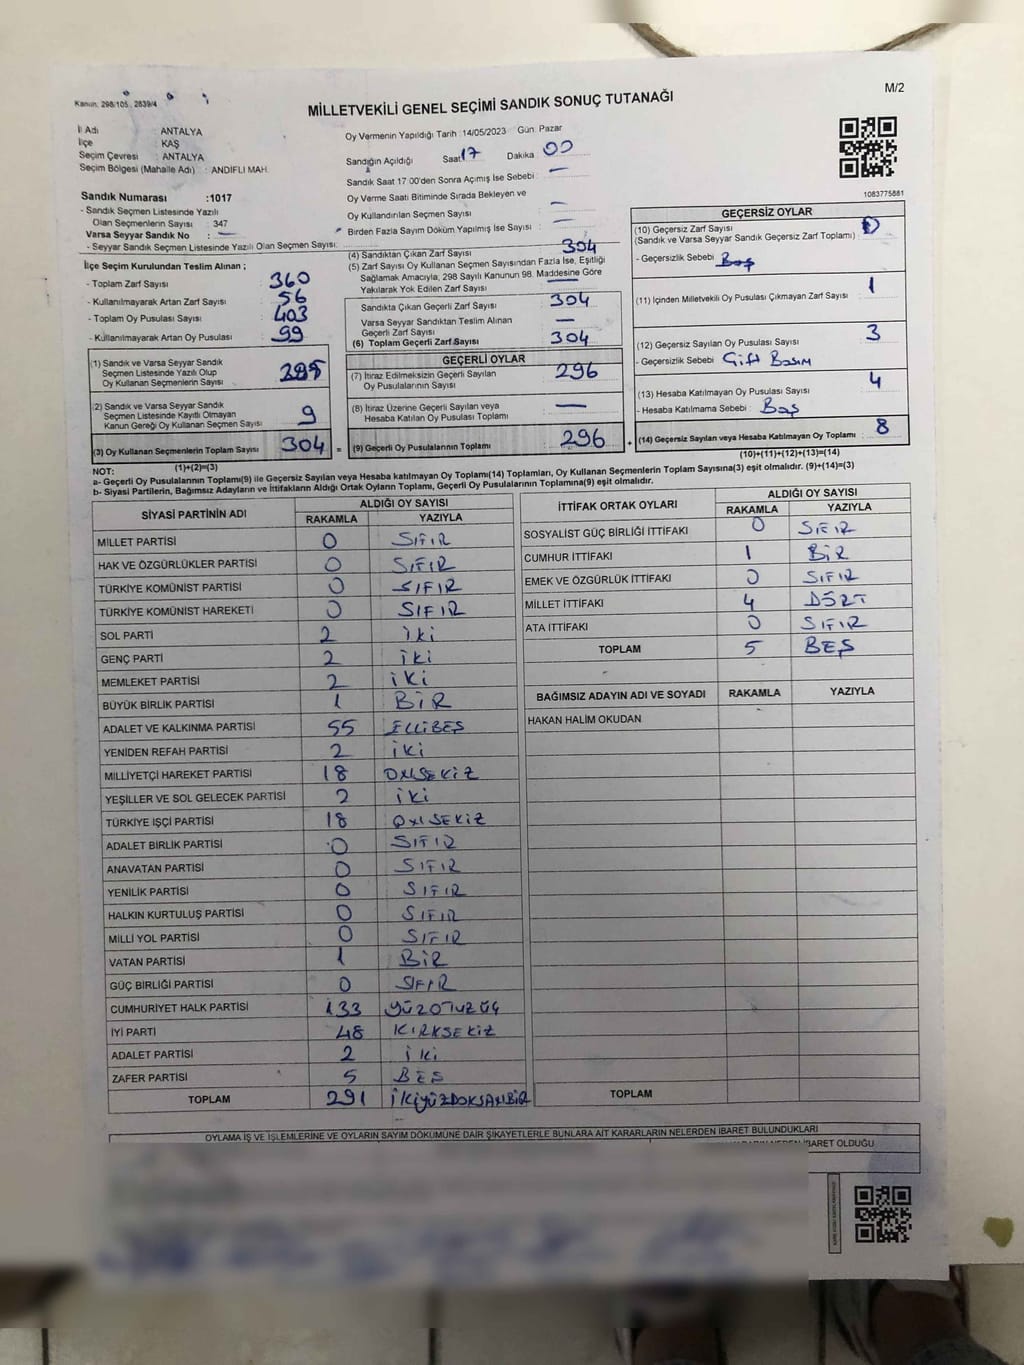 Kanun: 298/105, 2839/4
M/2
MİLLETVEKİLİ GENEL SEÇİMİ SANDIK SONUÇ TUTANAĞI
İl Adı : ANTALYA
İlçe : KAŞ
Seçim Çevresi : ANTALYA
Seçim Bölgesi (Mahalle Adı) : ANDİFLİ MAH.
Sandık Numarası :1017
- Sandık Seçmen Listesinde Yazılı
Olan Seçmenlerin Sayısı : 347
Varsa Seyyar Sandık No : —
- Seyyar Sandık Seçmen Listesinde Yazılı Olan Seçmen Sayısı:
Oy Vermenin Yapıldığı Tarih : 14/05/2023 Gün: Pazar
Sandığın Açıldığı Saat 17 Dakika 00
Sandık Saat 17:00'den Sonra Açımış İse Sebebi : —
Oy Verme Saati Bitiminde Sırada Bekleyen ve
Oy Kullandırılan Seçmen Sayısı : —
Birden Fazla Sayım Döküm Yapılmış İse Sayısı : —
1083775881
İlçe Seçim Kurulundan Teslim Alınan ;
- Toplam Zarf Sayısı : 360
- Kullanılmayarak Artan Zarf Sayısı : 56
- Toplam Oy Pusulası Sayısı : 403
- Kullanılmayarak Artan Oy Pusulası : 99
(1) Sandık ve Varsa Seyyar Sandık
Seçmen Listesinde Yazılı Olup
Oy Kullanan Seçmenlerin Sayısı 295
(2) Sandık ve Varsa Seyyar Sandık
Seçmen Listesinde Kayıtlı Olmayan
Kanun Gereği Oy Kullanan Seçmen Sayısı 9
(3) Oy Kullanan Seçmenlerin Toplam Sayısı 304
(1)+(2)=(3)
(4) Sandıktan Çıkan Zarf Sayısı 304
(5) Zarf Sayısı Oy Kullanan Seçmen Sayısından Fazla İse, Eşitliği
Sağlamak Amacıyla, 298 Sayılı Kanunun 98. Maddesine Göre
Yakılarak Yok Edilen Zarf Sayısı :
Sandıkta Çıkan Geçerli Zarf Sayısı 304
Varsa Seyyar Sandıktan Teslim Alınan
Geçerli Zarf Sayısı —
(6) Toplam Geçerli Zarf Sayısı 304
GEÇERLİ OYLAR
(7) İtiraz Edilmeksizin Geçerli Sayılan
Oy Pusulalarının Sayısı 296
(8) İtiraz Üzerine Geçerli Sayılan veya
Hesaba Katılan Oy Pusulası Toplamı —
= (9) Geçerli Oy Pusulalarının Toplamı 296
GEÇERSİZ OYLAR
(10) Geçersiz Zarf Sayısı 0
(Sandık ve Varsa Seyyar Sandık Geçersiz Zarf Toplamı)
- Geçersizlik Sebebi Boş
(11) İçinden Milletvekili Oy Pusulası Çıkmayan Zarf Sayısı 1
(12) Geçersiz Sayılan Oy Pusulası Sayısı 3
- Geçersizlik Sebebi Çift Basım
(13) Hesaba Katılmayan Oy Pusulası Sayısı 4
- Hesaba Katılmama Sebebi : Boş
+ (14) Geçersiz Sayılan veya Hesaba Katılmayan Oy Toplamı 8
(10)+(11)+(12)+(13)=(14)
NOT:
a- Geçerli Oy Pusulalarının Toplamı(9) ile Geçersiz Sayılan veya Hesaba katılmayan Oy Toplamı(14) Toplamları, Oy Kullanan Seçmenlerin Toplam Sayısına(3) eşit olmalıdır. (9)+(14)=(3)
b- Siyasi Partilerin, Bağımsız Adayların ve İttifakların Aldığı Ortak Oyların Toplamı, Geçerli Oy Pusulalarının Toplamına(9) eşit olmalıdır.
SİYASİ PARTİNİN ADI ALDIĞI OY SAYISI
RAKAMLA YAZIYLA
MİLLET PARTİSİ 0 SIFIR
HAK VE ÖZGÜRLÜKLER PARTİSİ 0 SIFIR
TÜRKİYE KOMÜNİST PARTİSİ 0 SIFIR
TÜRKİYE KOMÜNİST HAREKETİ 0 SIFIR
SOL PARTİ 2 iki
GENÇ PARTİ 2 iki
MEMLEKET PARTİSİ 2 iki
BÜYÜK BİRLİK PARTİSİ 1 BİR
ADALET VE KALKINMA PARTİSİ 55 ELLİBEŞ
YENİDEN REFAH PARTİSİ 2 iki
MİLLİYETÇİ HAREKET PARTİSİ 18 ONSEKİZ
YEŞİLLER VE SOL GELECEK PARTİSİ 2 iki
TÜRKİYE İŞÇİ PARTİSİ 18 ONSEKİZ
ADALET BİRLİK PARTİSİ 0 SIFIR
ANAVATAN PARTİSİ 0 SIFIR
YENİLİK PARTİSİ 0 SIFIR
HALKIN KURTULUŞ PARTİSİ 0 SIFIR
MİLLİ YOL PARTİSİ 0 SIFIR
VATAN PARTİSİ 1 BİR
GÜÇ BİRLİĞİ PARTİSİ 0 SIFIR
CUMHURİYET HALK PARTİSİ 133 YÜZOTUZÜÇ
İYİ PARTİ 48 KIRKSEKİZ
ADALET PARTİSİ 2 iki
ZAFER PARTİSİ 5 BEŞ
TOPLAM 291 İKİYÜZDOKSANBİR
İTTİFAK ORTAK OYLARI ALDIĞI OY SAYISI
RAKAMLA YAZIYLA
SOSYALİST GÜÇ BİRLİĞİ İTTİFAKI 0 SIFIR
CUMHUR İTTİFAKI 1 BİR
EMEK VE ÖZGÜRLÜK İTTİFAKI 0 SIFIR
MİLLET İTTİFAKI 4 DÖRT
ATA İTTİFAKI 0 SIFIR
TOPLAM 5 BEŞ
BAĞIMSIZ ADAYIN ADI VE SOYADI RAKAMLA YAZIYLA
HAKAN HALİM OKUDAN
TOPLAM
OYLAMA İŞ VE İŞLEMLERİNE VE OYLARIN SAYIM DÖKÜMÜNE DAİR ŞİKAYETLERLE BUNLARA AİT KARARLARIN NELERDEN İBARET BULUNDUKLARI
İBARET OLDUĞU